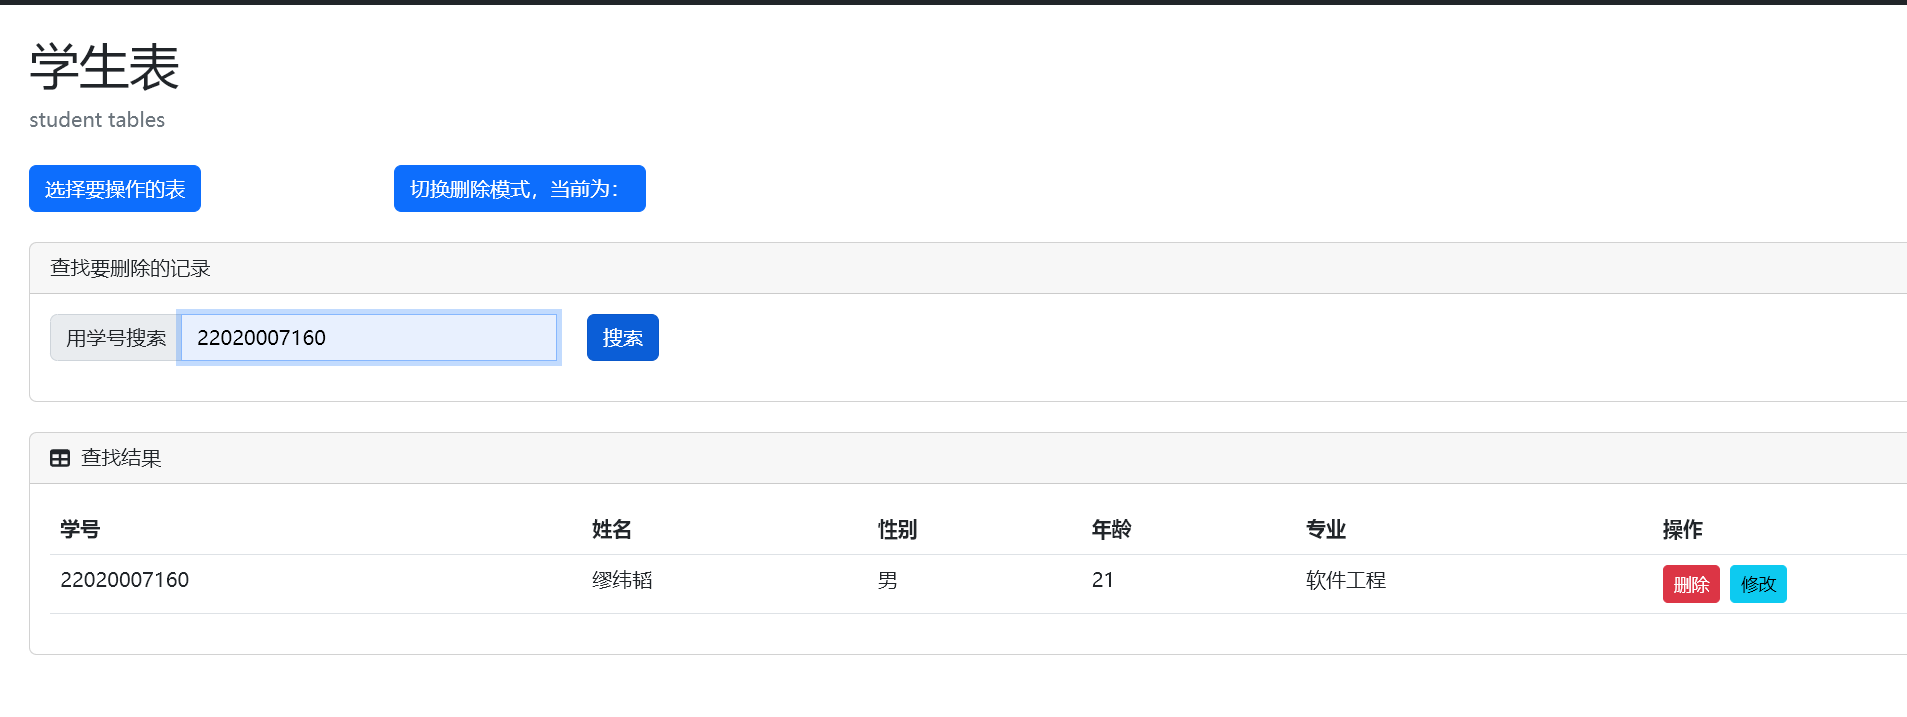 学生表
student tables
选择要操作的表 切换删除模式，当前为：
查找要删除的记录
用学号搜索 22020007160 搜索
查找结果
学号 姓名 性别 年龄 专业 操作
22020007160 缪纬韬 男 21 软件工程 删除 修改